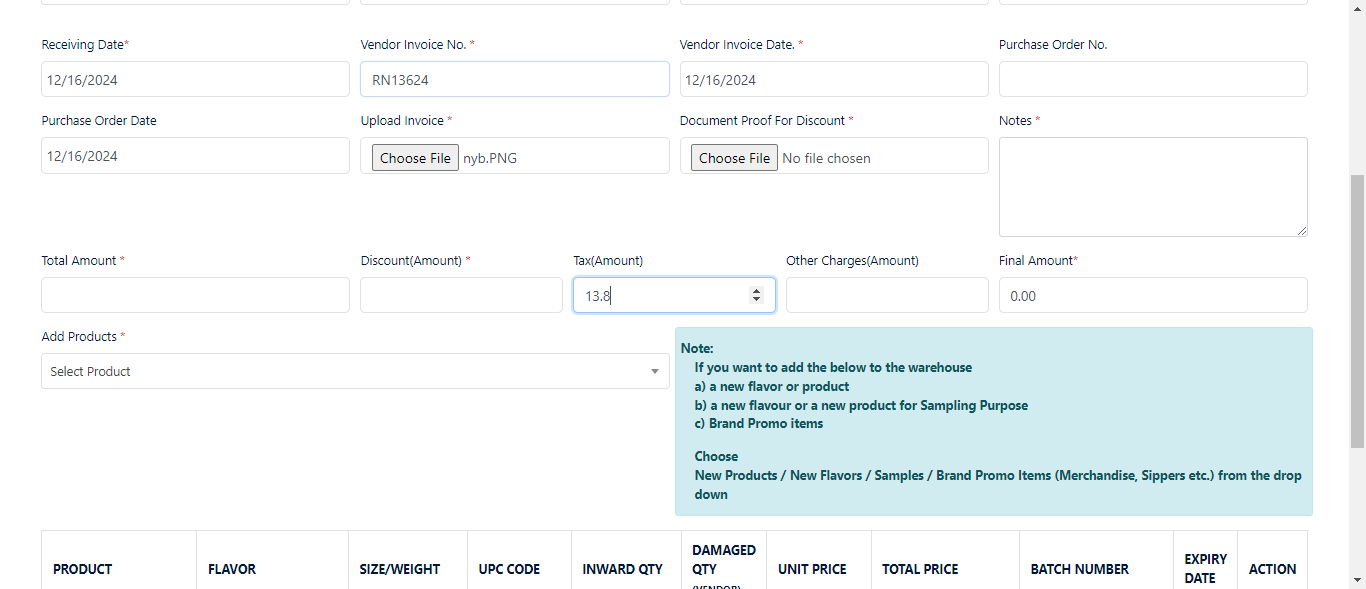 Receiving Date* Vendor Invoice No. * Vendor Invoice Date. * Purchase Order No.
12/16/2024 RN13624 12/16/2024
Purchase Order Date Upload Invoice * Document Proof For Discount * Notes *
12/16/2024 Choose File nyb.PNG Choose File No file chosen
Total Amount * Discount(Amount) * Tax(Amount) Other Charges(Amount) Final Amount*
13.8 0.00
Add Products *
Select Product
Note:
If you want to add the below to the warehouse
a) a new flavor or product
b) a new flavour or a new product for Sampling Purpose
c) Brand Promo items
Choose
New Products / New Flavors / Samples / Brand Promo Items (Merchandise, Sippers etc.) from the drop
down
PRODUCT FLAVOR SIZE/WEIGHT UPC CODE INWARD QTY DAMAGED QTY (VENDOR) UNIT PRICE TOTAL PRICE BATCH NUMBER EXPIRY DATE ACTION